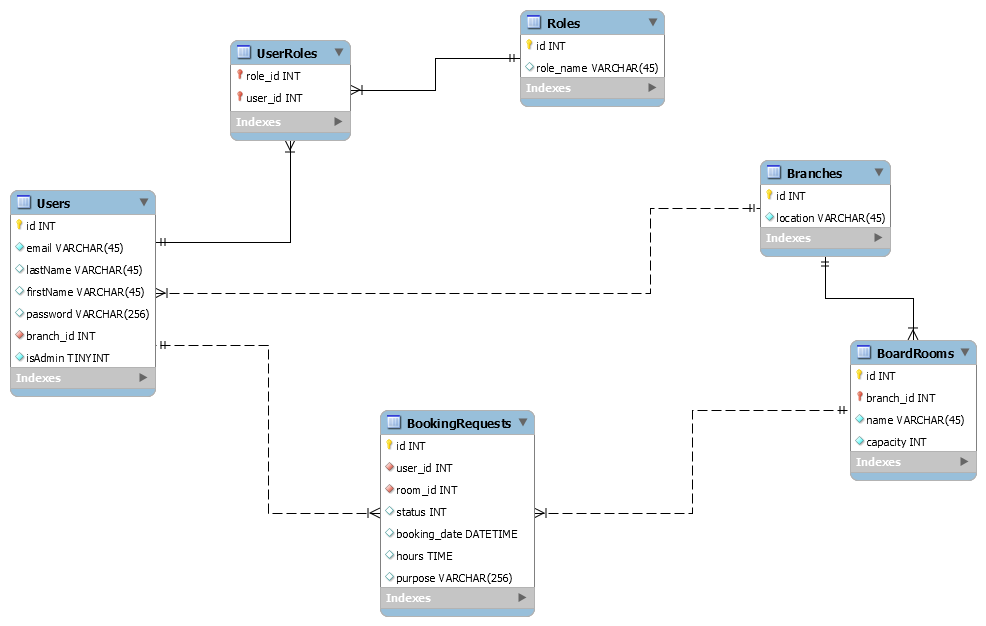 Roles
id INT
role_name VARCHAR(45)
Indexes
UserRoles
role_id INT
user_id INT
Indexes
Branches
id INT
location VARCHAR(45)
Indexes
Users
id INT
email VARCHAR(45)
lastName VARCHAR(45)
firstName VARCHAR(45)
password VARCHAR(256)
branch_id INT
isAdmin TINYINT
Indexes
BoardRooms
id INT
branch_id INT
name VARCHAR(45)
capacity INT
Indexes
BookingRequests
id INT
user_id INT
room_id INT
status INT
booking_date DATETIME
hours TIME
purpose VARCHAR(256)
Indexes